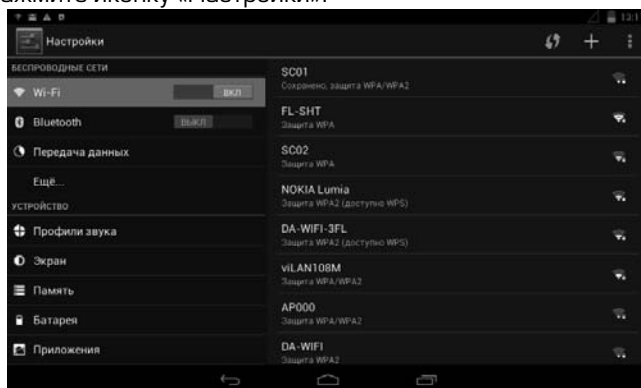 ажмите иконку «Настройки».
Настройки
БЕСПРОВОДНЫЕ СЕТИ
Wi-Fi
ВКЛ
Bluetooth
ВЫКЛ
Передача данных
Ещё...
УСТРОЙСТВО
Профили звука
Экран
Память
Батарея
Приложения
SC01
Сохранено, защита WPA/WPA2
FL-SHT
Защита WPA
SC02
Защита WPA
NOKIA Lumia
Защита WPA2 (доступно WPS)
DA-WIFI-3FL
Защита WPA2 (доступно WPS)
viLAN108M
Защита WPA/WPA2
AP000
Защита WPA/WPA2
DA-WIFI
Защита WPA2